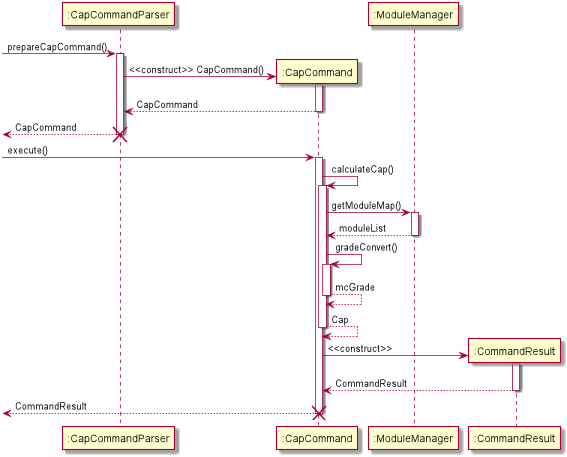 :CapCommandParser
:ModuleManager
prepareCapCommand()
<<construct>> CapCommand()
:CapCommand
CapCommand
CapCommand
execute()
calculateCap()
getModuleMap()
moduleList
gradeConvert()
mcGrade
Cap
<<construct>>
:CommandResult
CommandResult
CommandResult
:CapCommandParser
:CapCommand
:ModuleManager
:CommandResult